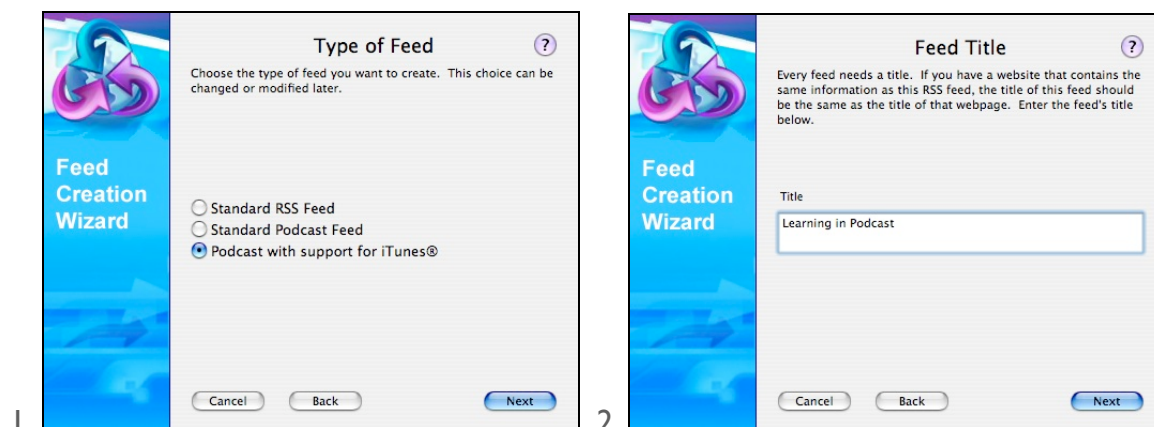 Type of Feed
?
Choose the type of feed you want to create. This choice can be
changed or modified later.
Feed
Creation
Wizard
Standard RSS Feed
Standard Podcast Feed
Podcast with support for iTunes®
Cancel
Back
Next
1
Feed Title
?
Every feed needs a title. If you have a website that contains the
same information as this RSS feed, the title of this feed should
be the same as the title of that webpage. Enter the feed's title
below.
Feed
Creation
Wizard
Title
Learning in Podcast
Cancel
Back
Next
2